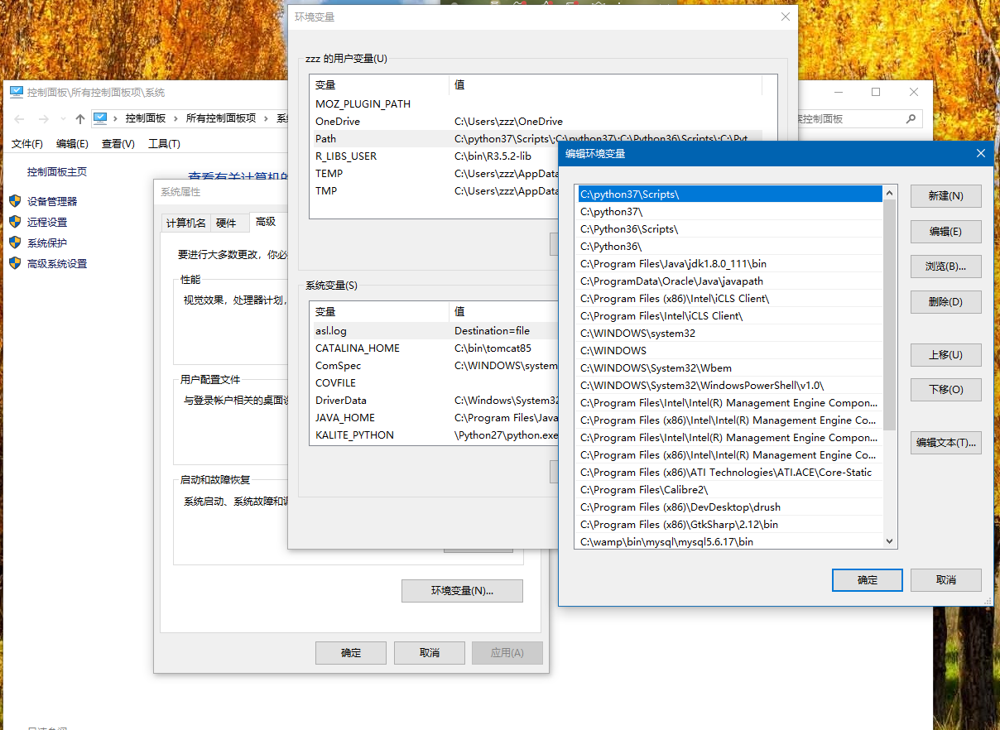 环境变量
zzz 的用户变量(U)
变量 值
MOZ_PLUGIN_PATH
OneDrive C:\Users\zzz\OneDrive
Path C:\python37\Scripts\;C:\python37\;C:\Python36\Scripts\;C:\Pyt...
R_LIBS_USER C:\bin\R3.5.2-lib
TEMP C:\Users\zzz\AppData
TMP C:\Users\zzz\AppData
系统变量(S)
变量 值
asl.log Destination=file
CATALINA_HOME C:\bin\tomcat85
ComSpec C:\WINDOWS\system
COVFILE
DriverData C:\Windows\System32
JAVA_HOME C:\Program Files\Java
KALITE_PYTHON \Python27\python.exe
控制面板\所有控制面板项\系统
控制面板 所有控制面板项 系
控制面板
文件(F) 编辑(E) 查看(V) 工具(T)
控制面板主页
设备管理器
远程设置
系统保护
高级系统设置
查看有关计算机的
系统属性
计算机名 硬件 高级
要进行大多数更改，你必
性能
视觉效果，处理器计划，
用户配置文件
与登录帐户相关的桌面
启动和故障恢复
系统启动、系统故障和
环境变量(N)...
确定 取消 应用(A)
编辑环境变量
C:\python37\Scripts\
C:\python37\
C:\Python36\Scripts\
C:\Python36\
C:\Program Files\Java\jdk1.8.0_111\bin
C:\ProgramData\Oracle\Java\javapath
C:\Program Files (x86)\Intel\iCLS Client\
C:\Program Files\Intel\iCLS Client\
C:\WINDOWS\system32
C:\WINDOWS
C:\WINDOWS\System32\Wbem
C:\WINDOWS\System32\WindowsPowerShell\v1.0\
C:\Program Files\Intel\Intel(R) Management Engine Compon...
C:\Program Files (x86)\Intel\Intel(R) Management Engine Co...
C:\Program Files\Intel\Intel(R) Management Engine Compon...
C:\Program Files (x86)\Intel\Intel(R) Management Engine Co...
C:\Program Files (x86)\ATI Technologies\ATI.ACE\Core-Static
C:\Program Files\Calibre2\
C:\Program Files (x86)\DevDesktop\drush
C:\Program Files (x86)\GtkSharp\2.12\bin
C:\wamp\bin\mysql\mysql5.6.17\bin
新建(N)
编辑(E)
浏览(B)...
删除(D)
上移(U)
下移(O)
编辑文本(T)...
确定 取消